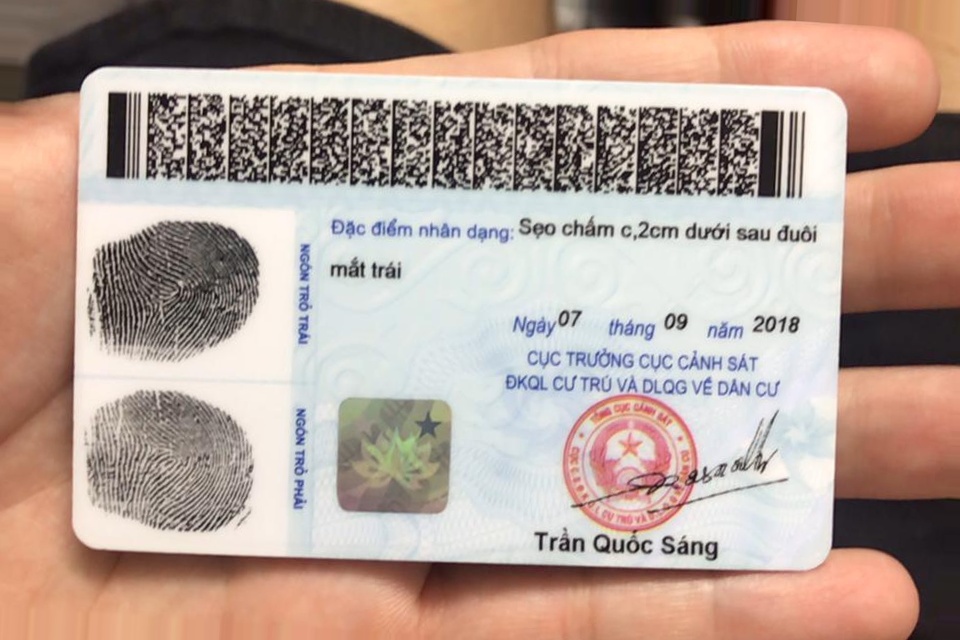 Đặc điểm nhân dạng: Sẹo chấm c,2cm dưới sau đuôi
mắt trái
NGÓN TRỎ TRÁI
NGÓN TRỎ PHẢI
Ngày 07 tháng 09 năm 2018
CỤC TRƯỞNG CỤC CẢNH SÁT
ĐKQL CƯ TRÚ VÀ DLQG VỀ DÂN CƯ
TỔNG CỤC CẢNH SÁT
Trần Quốc Sáng